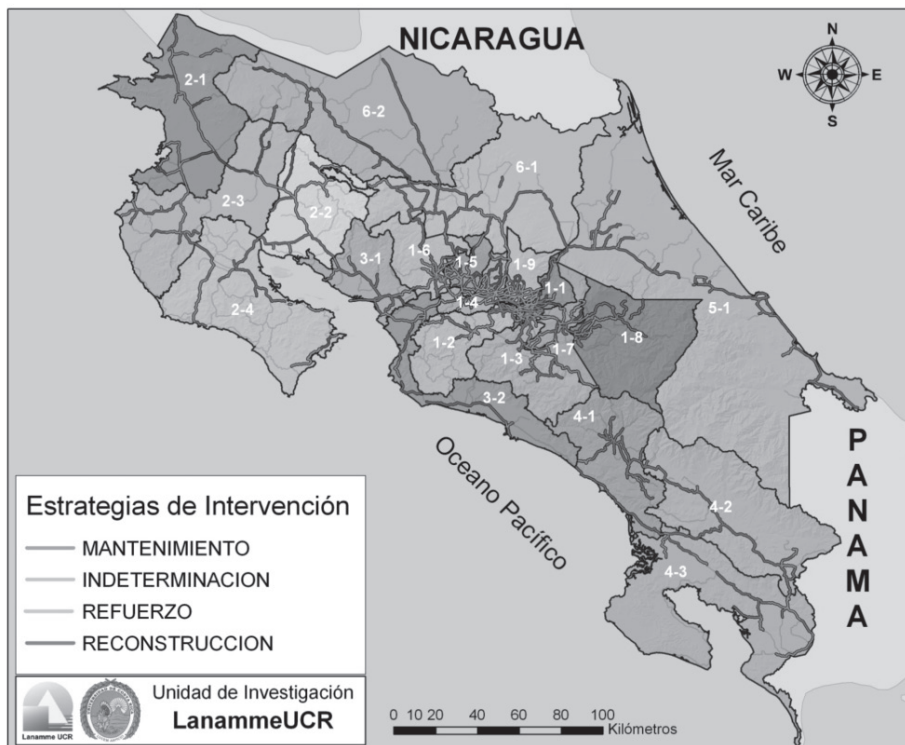 NICARAGUA
N
W E
S
2-1
6-2
6-1
Mar Caribe
2-3
2-2
3-1
1-6
1-5
1-9
1-4
1-1
5-1
2-4
1-2
1-3
1-7
1-8
3-2
4-1
Oceano Pacífico
PANAMA
4-2
4-3
Estrategias de Intervención
MANTENIMIENTO
INDETERMINACION
REFUERZO
RECONSTRUCCION
Lanamme UCR
Unidad de Investigación
LanammeUCR
0 10 20 40 60 80 100
Kilómetros